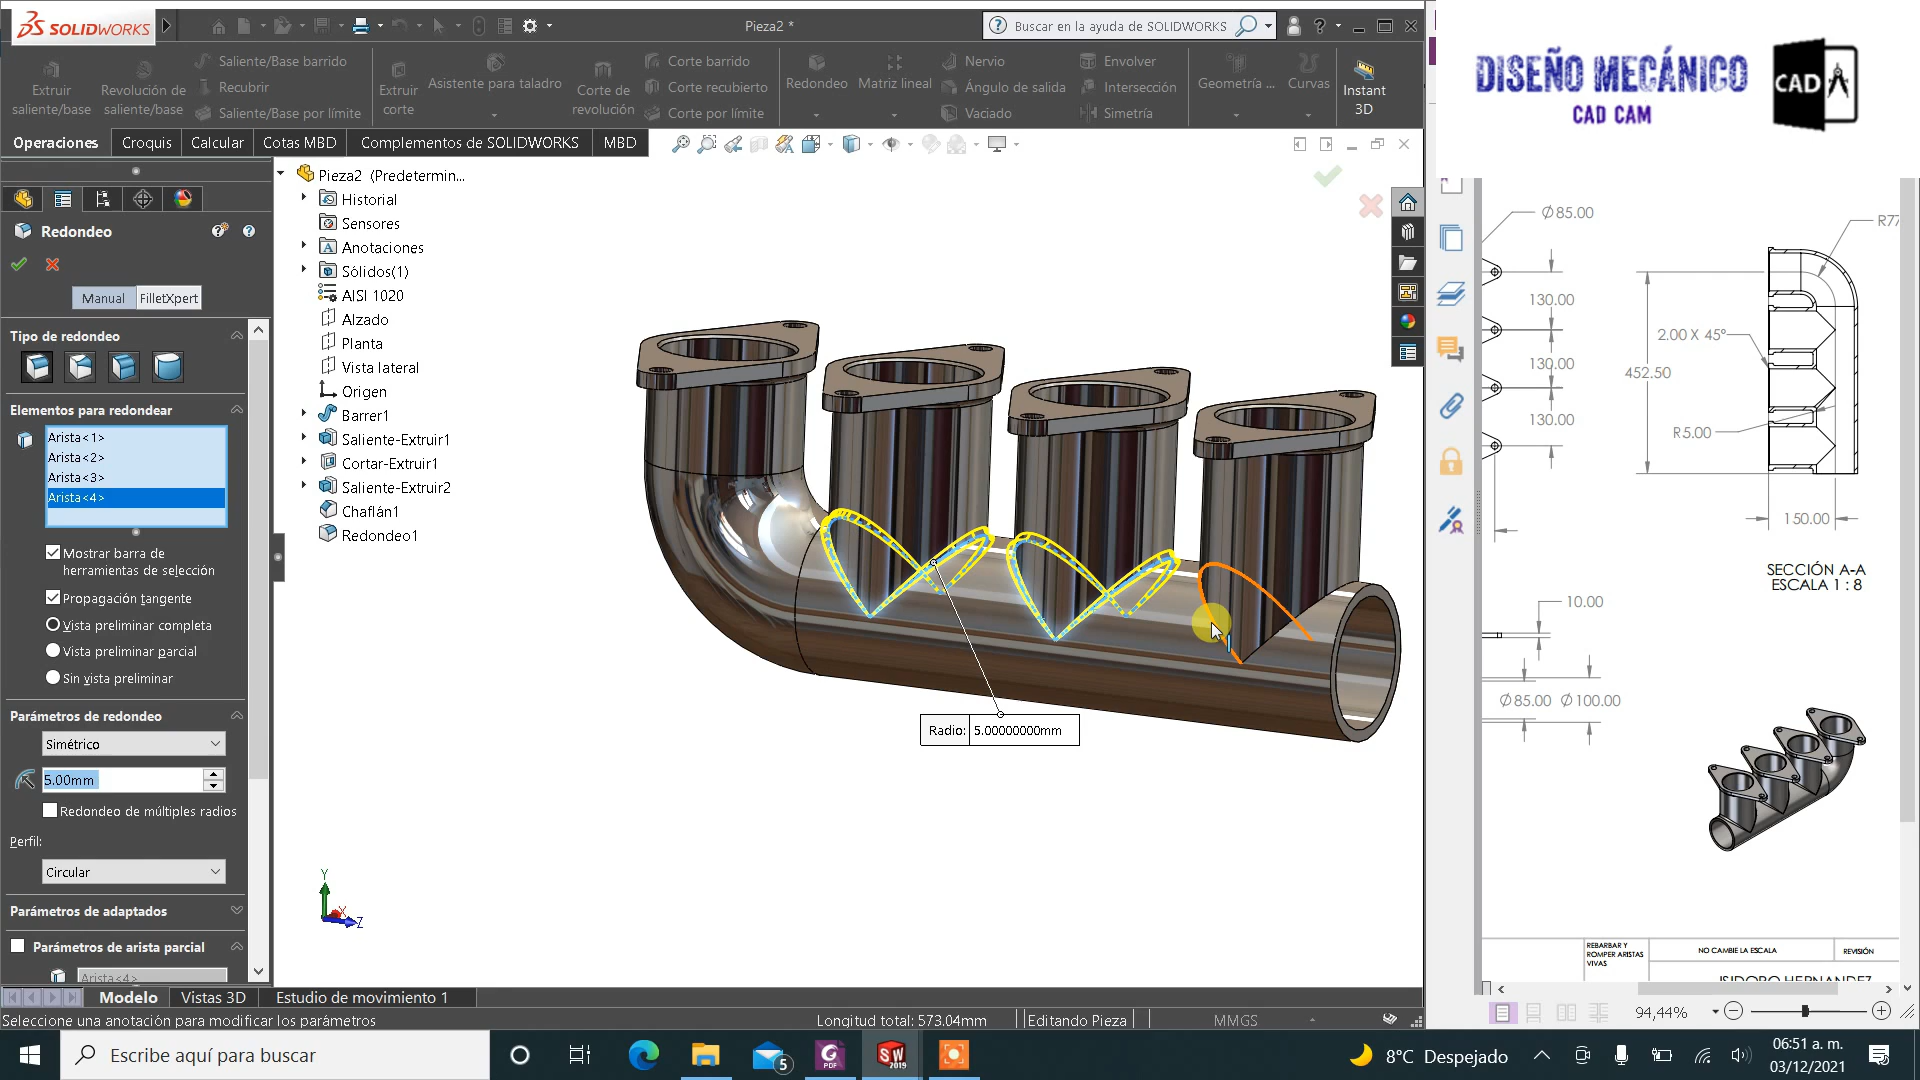 SOLIDWORKS
Pieza2 *
Buscar en la ayuda de SOLIDWORKS
Extruir saliente/base
Revolución de saliente/base
Saliente/Base barrido
Recubrir
Saliente/Base por límite
Extruir corte
Asistente para taladro
Corte de revolución
Corte barrido
Corte recubierto
Corte por límite
Redondeo
Matriz lineal
Nervio
Ángulo de salida
Vaciado
Envolver
Intersección
Simetría
Geometría ...
Curvas
Instant 3D
Operaciones
Croquis
Calcular
Cotas MBD
Complementos de SOLIDWORKS
MBD
Redondeo
Manual
FilletXpert
Tipo de redondeo
Elementos para redondear
Arista<1>
Arista<2>
Arista<3>
Arista<4>
Mostrar barra de
herramientas de selección
Propagación tangente
Vista preliminar completa
Vista preliminar parcial
Sin vista preliminar
Parámetros de redondeo
Simétrico
5.00mm
Redondeo de múltiples radios
Perfil:
Circular
Parámetros de adaptados
Parámetros de arista parcial
Arista<4>
Pieza2 (Predetermin...
Historial
Sensores
Anotaciones
Sólidos(1)
AISI 1020
Alzado
Planta
Vista lateral
Origen
Barrer1
Saliente-Extruir1
Cortar-Extruir1
Saliente-Extruir2
Chaflán1
Redondeo1
Radio: 5.00000000mm
Y
X
Z
Modelo
Vistas 3D
Estudio de movimiento 1
Seleccione una anotación para modificar los parámetros
Longitud total: 573.04mm
Editando Pieza
MMGS
DISEÑO MECÁNICO
CAD CAM
CAD
Ø85.00
130.00
130.00
130.00
R77
2.00 X 45°
452.50
R5.00
150.00
SECCIÓN A-A
ESCALA 1 : 8
10.00
Ø85.00
Ø100.00
REBARBAR Y
ROMPER ARISTAS
VIVAS
NO CAMBIE LA ESCALA
REVISIÓN
ISIDORO HERNANDEZ
94,44%
Escribe aquí para buscar
5
PDF
SW
2019
8°C Despejado
06:51 a. m.
03/12/2021